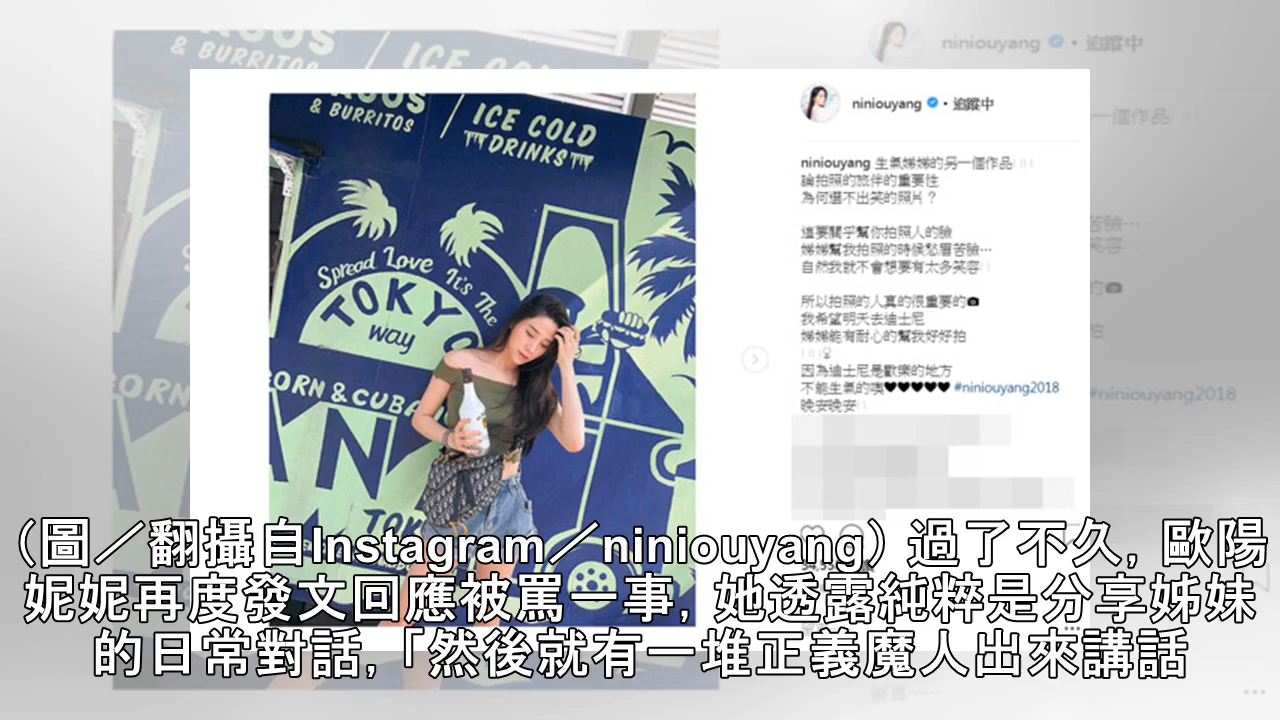 & BURRITOS
ICE COLD
DRINKS
Spread Love It's The
TOKYO
way
ORN & CUBA
AN
TOK
niniouyang • 追蹤中
niniouyang 生氣娣娣的另一個作品
論拍照的旅伴的重要性
為何選不出笑的照片？
這要關乎幫你拍照人的臉
娣娣幫我拍照的時候愁眉苦臉…
自然我就不會想要有太多笑容
所以拍照的人真的很重要的
我希望明天去迪士尼
娣娣能有耐心的幫我好好拍
因為迪士尼是歡樂的地方
不能生氣的噢♥♥♥♥♥ #niniouyang2018
晚安晚安
(圖／翻攝自Instagram／niniouyang) 過了不久, 歐陽
妮妮再度發文回應被罵一事, 她透露純粹是分享姊妹
的日常對話,「然後就有一堆正義魔人出來講話